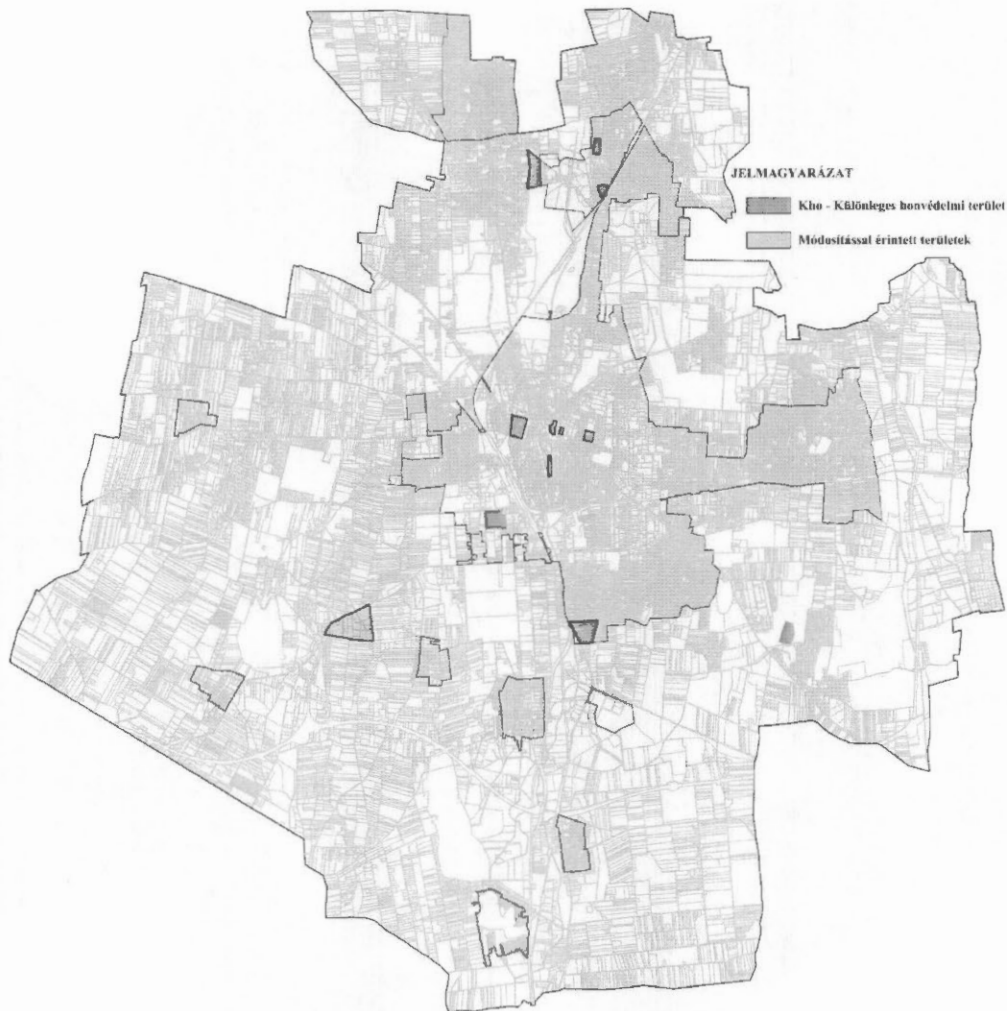 JELMAGYARÁZAT
Kho - Különleges honvédelmi terület
Módosítással érintett területek